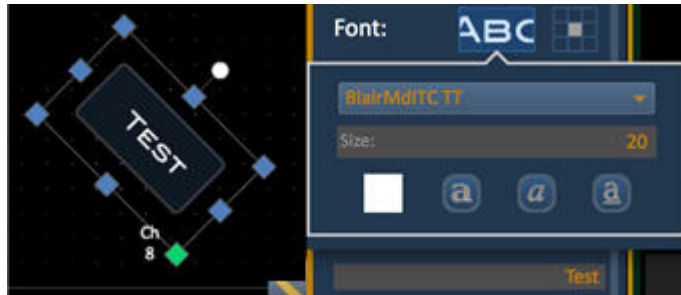 TEST
Ch
8
Font:
ABC
BlairMdITC TT
Size: 20
a a a
Test